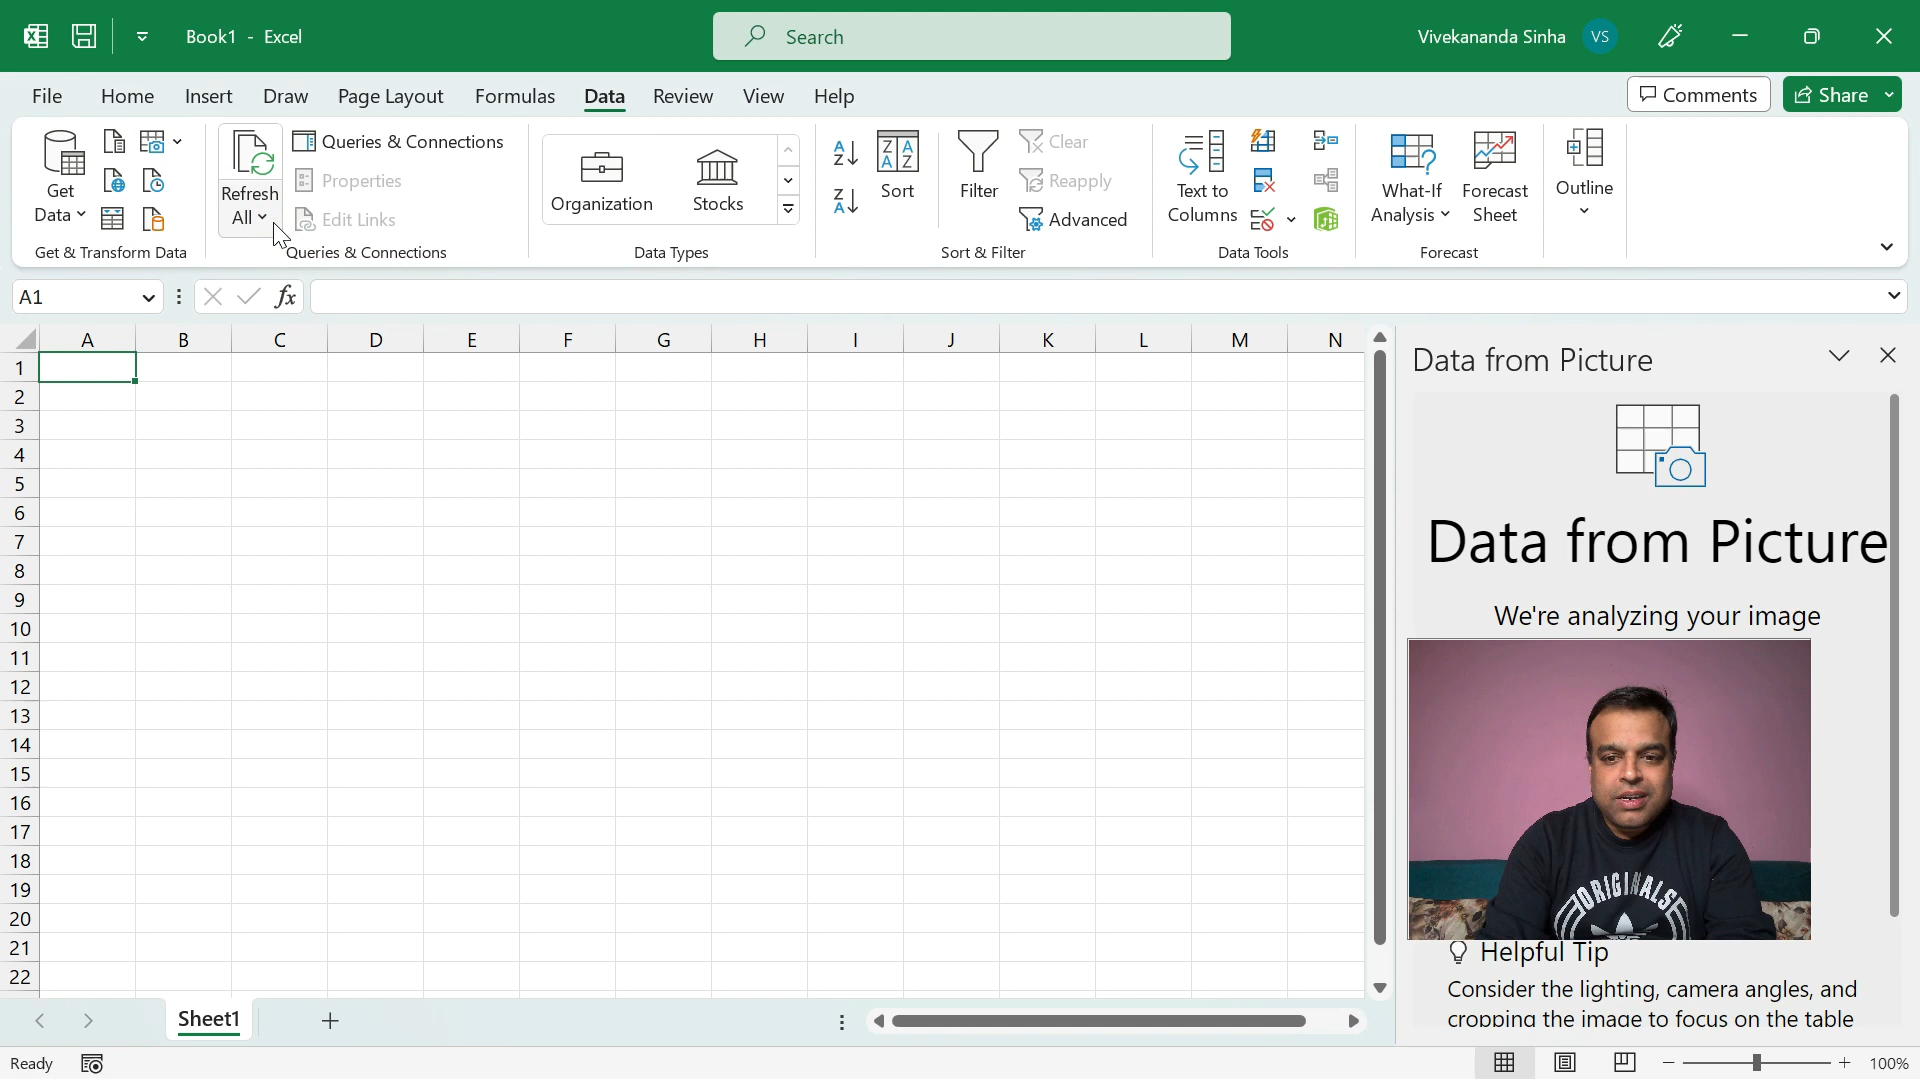 Book1 - Excel
Search
Vivekananda Sinha VS
File Home Insert Draw Page Layout Formulas Data Review View Help
Comments Share
Get Data
Get & Transform Data
Refresh All
Queries & Connections
Properties
Edit Links
Queries & Connections
Organization
Stocks
Data Types
A Z
Z A
Z A A Z
Sort
Filter
Clear
Reapply
Advanced
Sort & Filter
Text to Columns
Data Tools
What-If Analysis
Forecast Sheet
Forecast
Outline
A1
fx
A B C D E F G H I J K L M N
1
2
3
4
5
6
7
8
9
10
11
12
13
14
15
16
17
18
19
20
21
22
Data from Picture
Data from Picture
We're analyzing your image
ORIGINALS
Helpful Tip
Consider the lighting, camera angles, and
cropping the image to focus on the table
Sheet1
Ready
100%